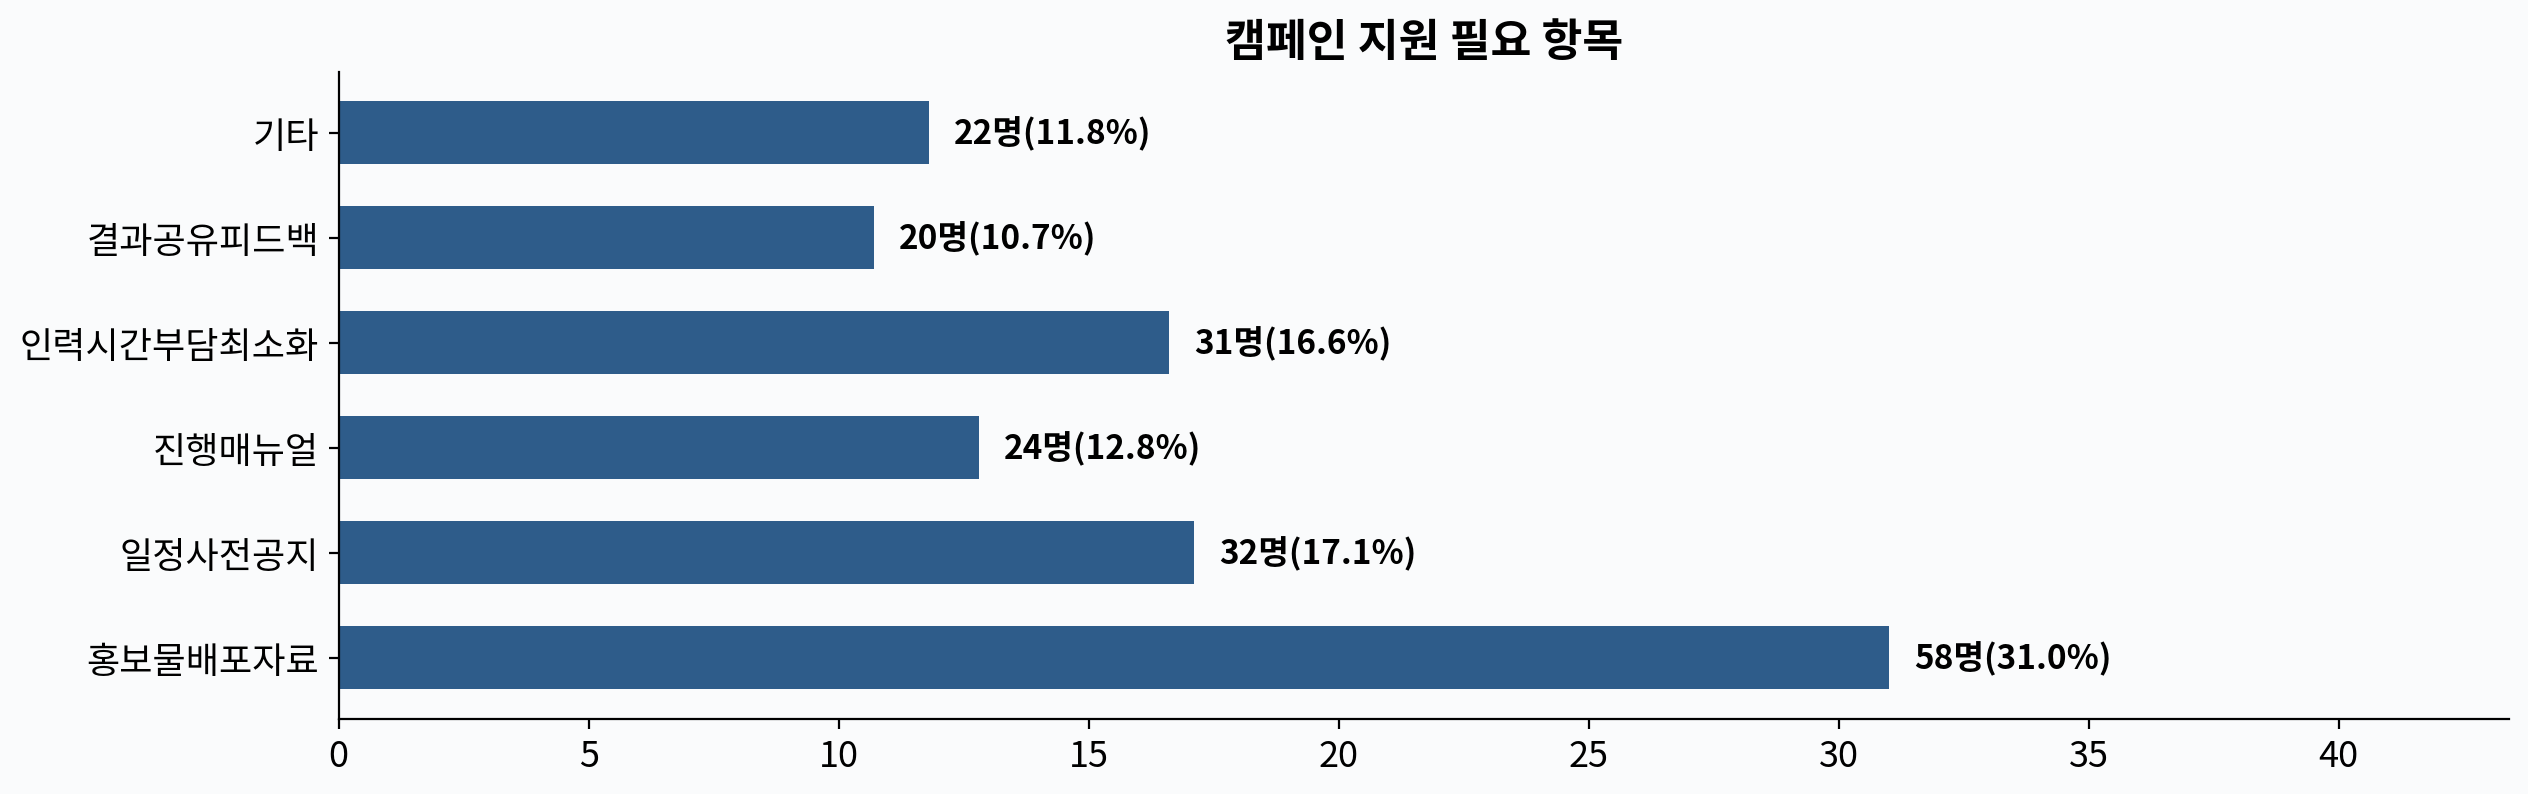 캠페인 지원 필요 항목
기타 22명(11.8%)
결과공유피드백 20명(10.7%)
인력시간부담최소화 31명(16.6%)
진행매뉴얼 24명(12.8%)
일정사전공지 32명(17.1%)
홍보물배포자료 58명(31.0%)
0 5 10 15 20 25 30 35 40